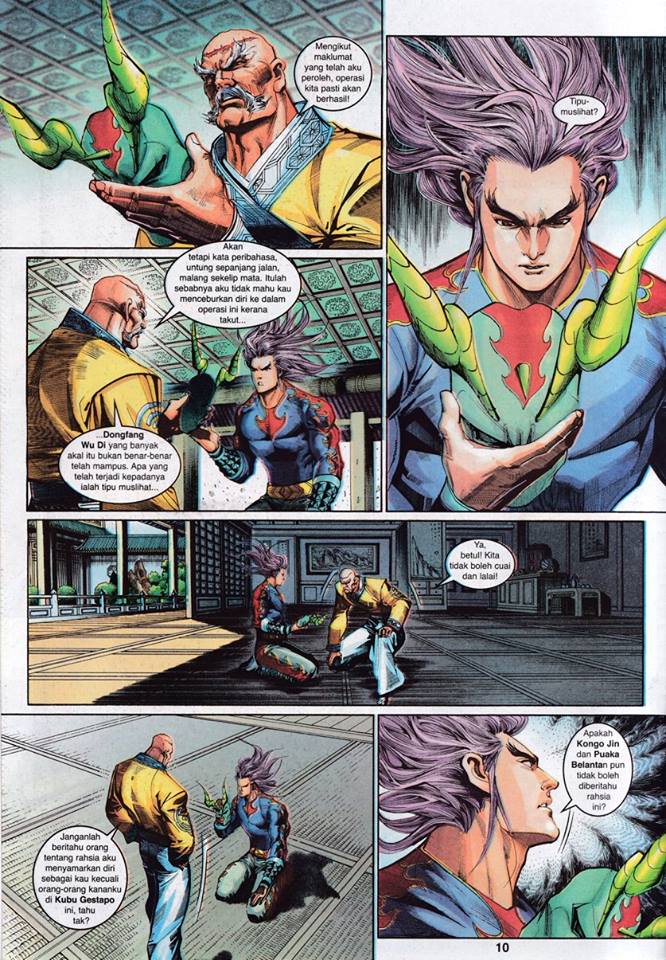 Mengikut
maklumat
yang telah aku
peroleh, operasi
kita pasti akan
berhasil!
Tipu-
muslihat?
Akan
tetapi kata peribahasa,
untung sepanjang jalan,
malang sekelip mata. Itulah
sebabnya aku tidak mahu kau
menceburkan diri ke dalam
operasi ini kerana
takut...
...Dongfang
Wu Di yang banyak
akal itu bukan benar-benar
telah mampus. Apa yang
telah terjadi kepadanya
ialah tipu muslihat...
Ya,
betul! Kita
tidak boleh cuai
dan lalai!
Janganlah
beritahu orang
tentang rahsia aku
menyamarkan diri
sebagai kau kecuali
orang-orang kananku
di Kubu Gestapo
ini, tahu
tak?
Apakah
Kongo Jin
dan Puaka
Belantan pun
tidak boleh
diberitahu
rahsia
ini?
10